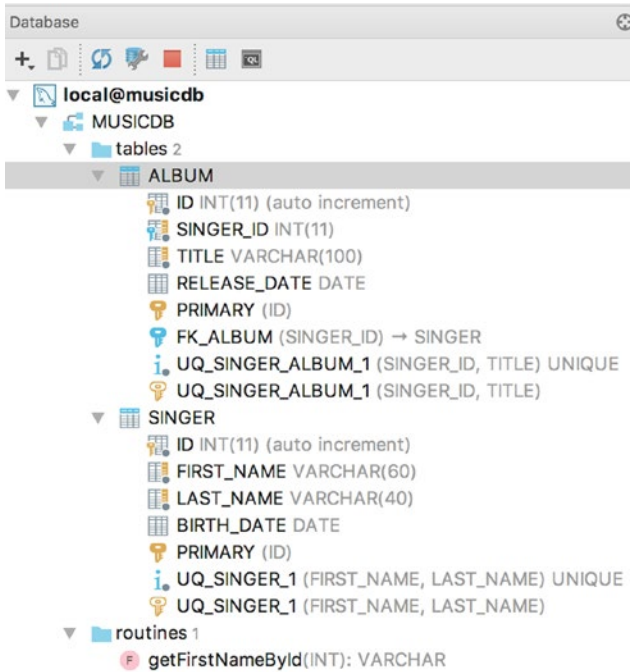 Database
QL
local@musicdb
MUSICDB
tables 2
ALBUM
ID INT(11) (auto increment)
SINGER_ID INT(11)
TITLE VARCHAR(100)
RELEASE_DATE DATE
PRIMARY (ID)
FK_ALBUM (SINGER_ID) → SINGER
i UQ_SINGER_ALBUM_1 (SINGER_ID, TITLE) UNIQUE
UQ_SINGER_ALBUM_1 (SINGER_ID, TITLE)
SINGER
ID INT(11) (auto increment)
FIRST_NAME VARCHAR(60)
LAST_NAME VARCHAR(40)
BIRTH_DATE DATE
PRIMARY (ID)
i UQ_SINGER_1 (FIRST_NAME, LAST_NAME) UNIQUE
UQ_SINGER_1 (FIRST_NAME, LAST_NAME)
routines 1
F getFirstNameById(INT): VARCHAR